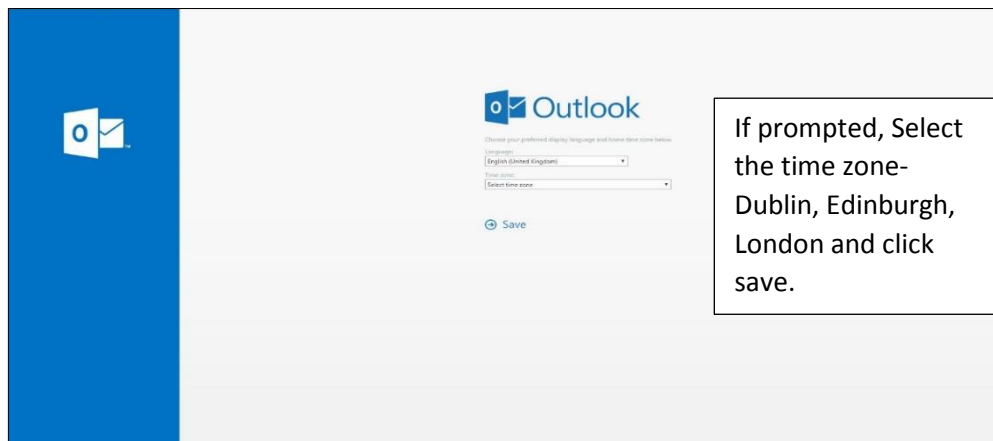 Outlook
Choose your preferred display language and home time zone below.
Language:
English (United Kingdom)
Time zone:
Select time zone
Save
If prompted, Select
the time zone-
Dublin, Edinburgh,
London and click
save.